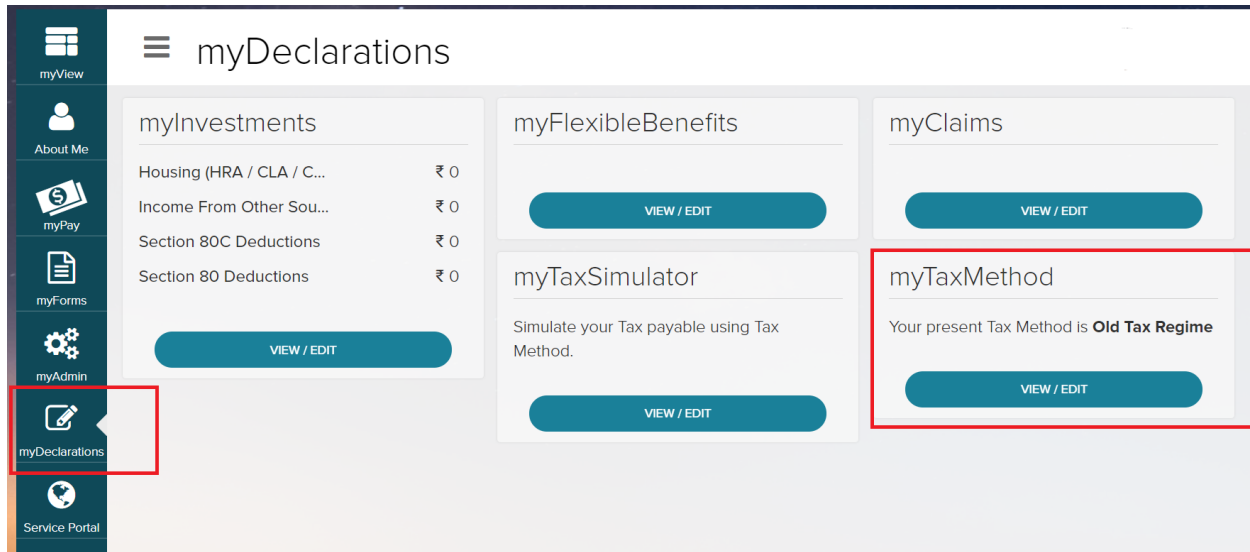 myView
About Me
myPay
myForms
myAdmin
myDeclarations
Service Portal
myDeclarations
myInvestments
Housing (HRA / CLA / C... ₹ 0
Income From Other Sou... ₹ 0
Section 80C Deductions ₹ 0
Section 80 Deductions ₹ 0
VIEW / EDIT
myFlexibleBenefits
VIEW / EDIT
myClaims
VIEW / EDIT
myTaxSimulator
Simulate your Tax payable using Tax
Method.
VIEW / EDIT
myTaxMethod
Your present Tax Method is Old Tax Regime
VIEW / EDIT